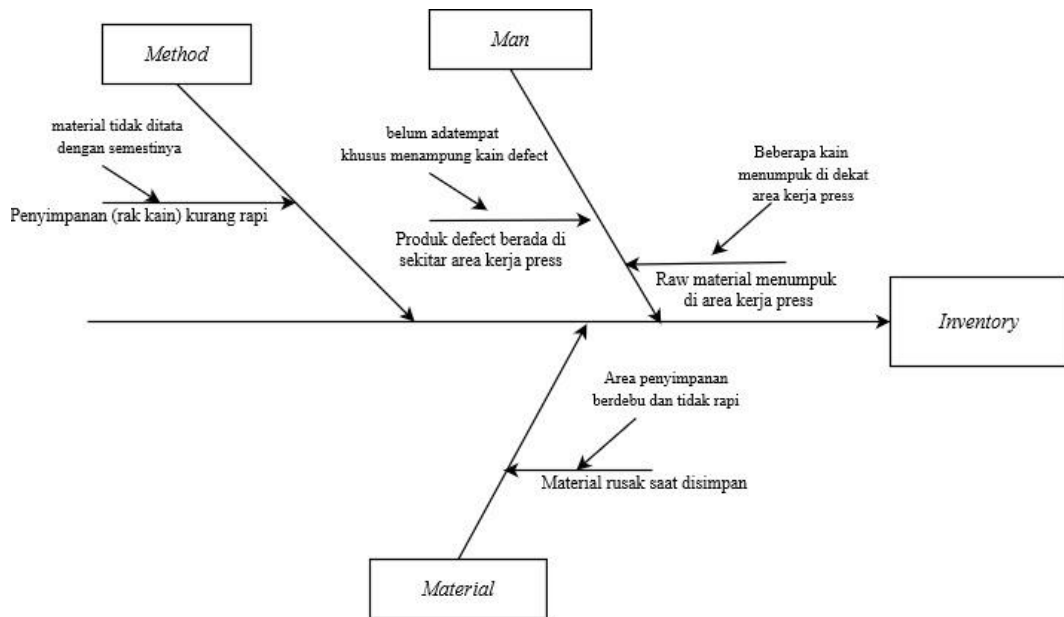 Method
Man
material tidak ditata
dengan semestinya
Penyimpanan (rak kain) kurang rapi
belum adatempat
khusus menampung kain defect
Produk defect berada di
sekitar area kerja press
Beberapa kain
menumpuk di dekat
area kerja press
Raw material menumpuk
di area kerja press
Inventory
Area penyimpanan
berdebu dan tidak rapi
Material rusak saat disimpan
Material